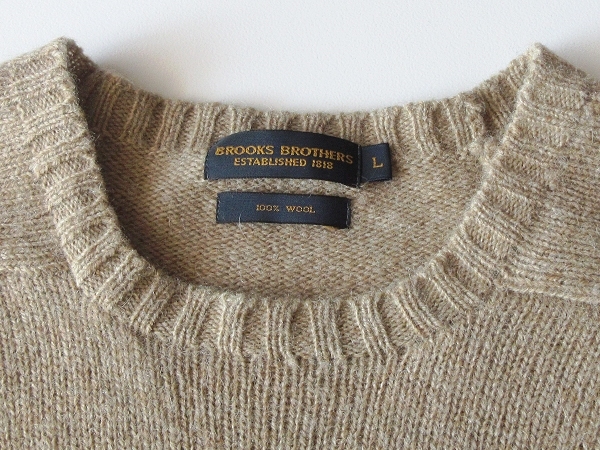 BROOKS BROTHERS
ESTABLISHED 1818
L
100% WOOL